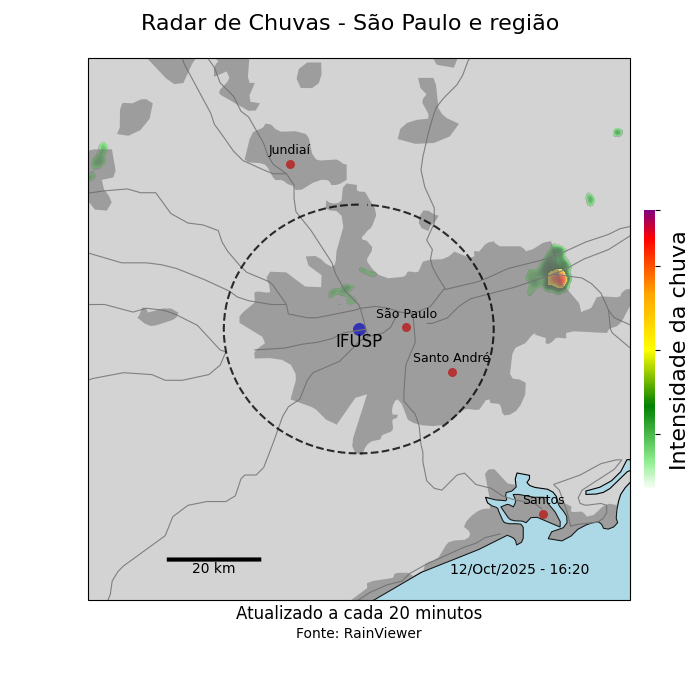 Radar de Chuvas - São Paulo e região
Jundiaí
São Paulo
IFUSP
Santo André
Santos
20 km
12/Oct/2025 - 16:20
Intensidade da chuva
Atualizado a cada 20 minutos
Fonte: RainViewer